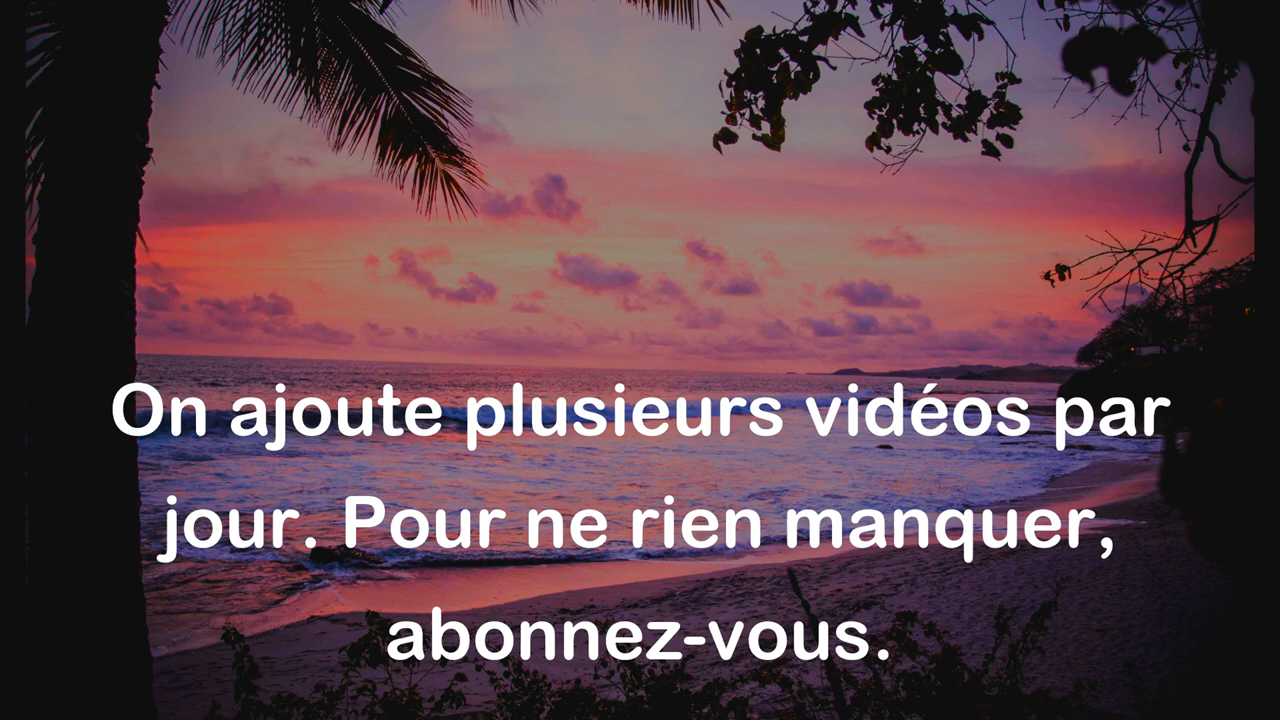 On ajoute plusieurs vidéos par
jour. Pour ne rien manquer,
abonnez-vous.